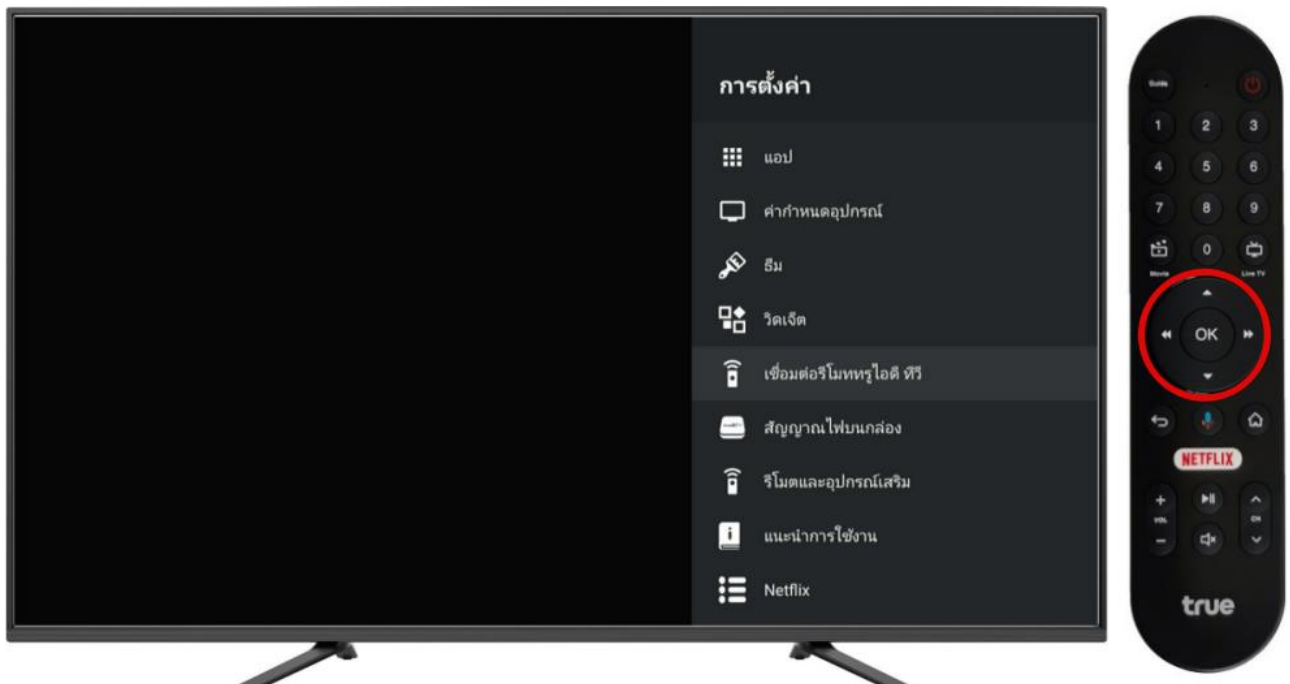 การตั้งค่า
แอป
ค่ากำหนดอุปกรณ์
ธีม
วิดเจ็ต
เชื่อมต่อรีโมททรูไอดี ทีวี
สัญญาณไฟบนกล่อง
รีโมตและอุปกรณ์เสริม
แนะนำการใช้งาน
Netflix
Guide
1 2 3
4 5 6
7 8 9
0
Movie Live TV
OK
NETFLIX
+
VOL CH
-
true